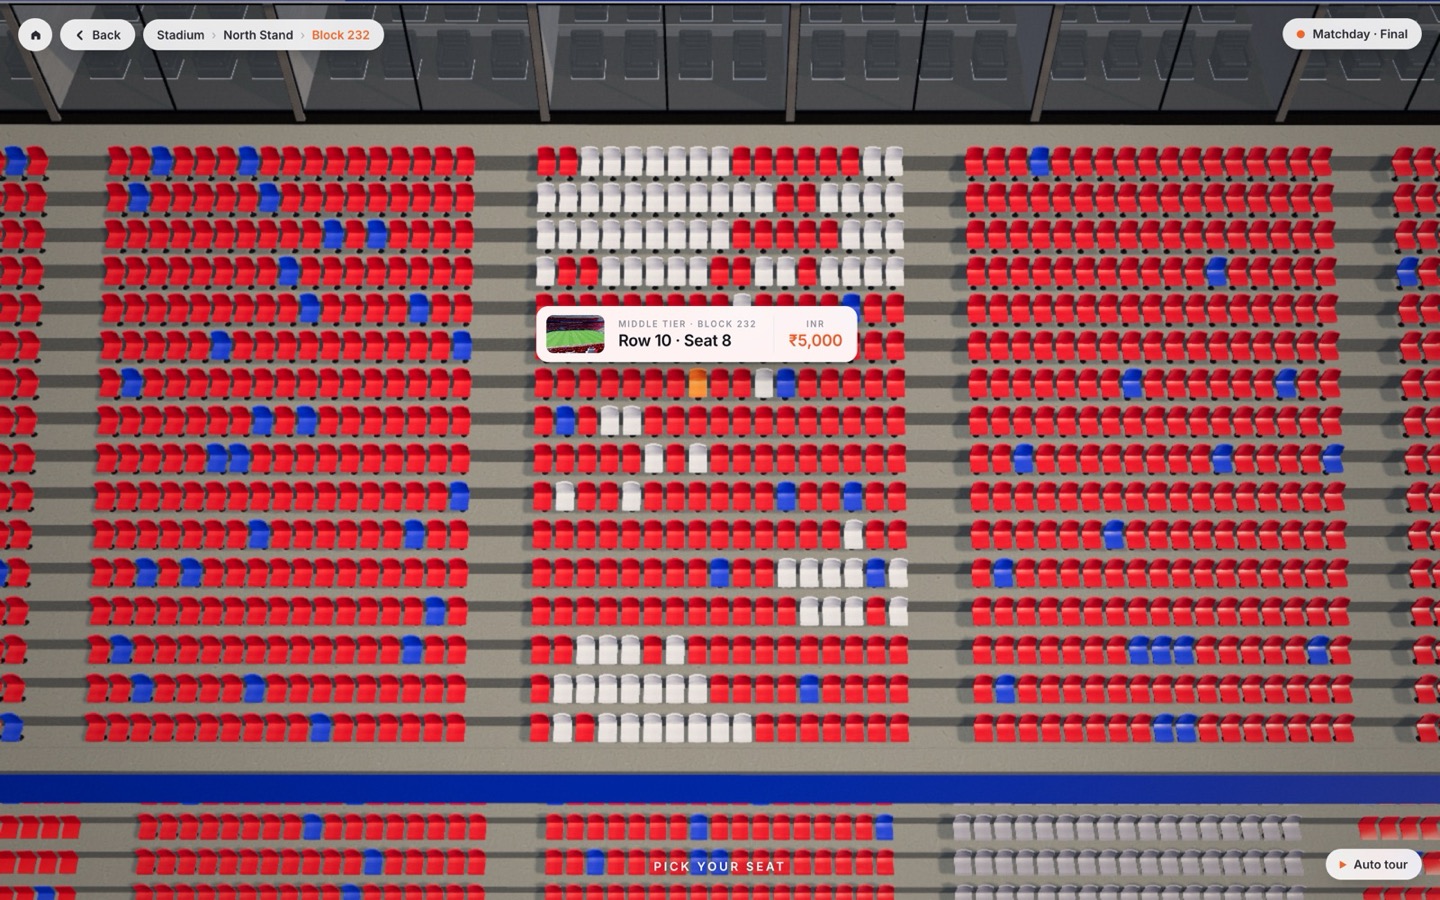 Back
Stadium › North Stand › Block 232
Matchday · Final
MIDDLE TIER · BLOCK 232
Row 10 · Seat 8
INR
₹5,000
PICK YOUR SEAT
Auto tour